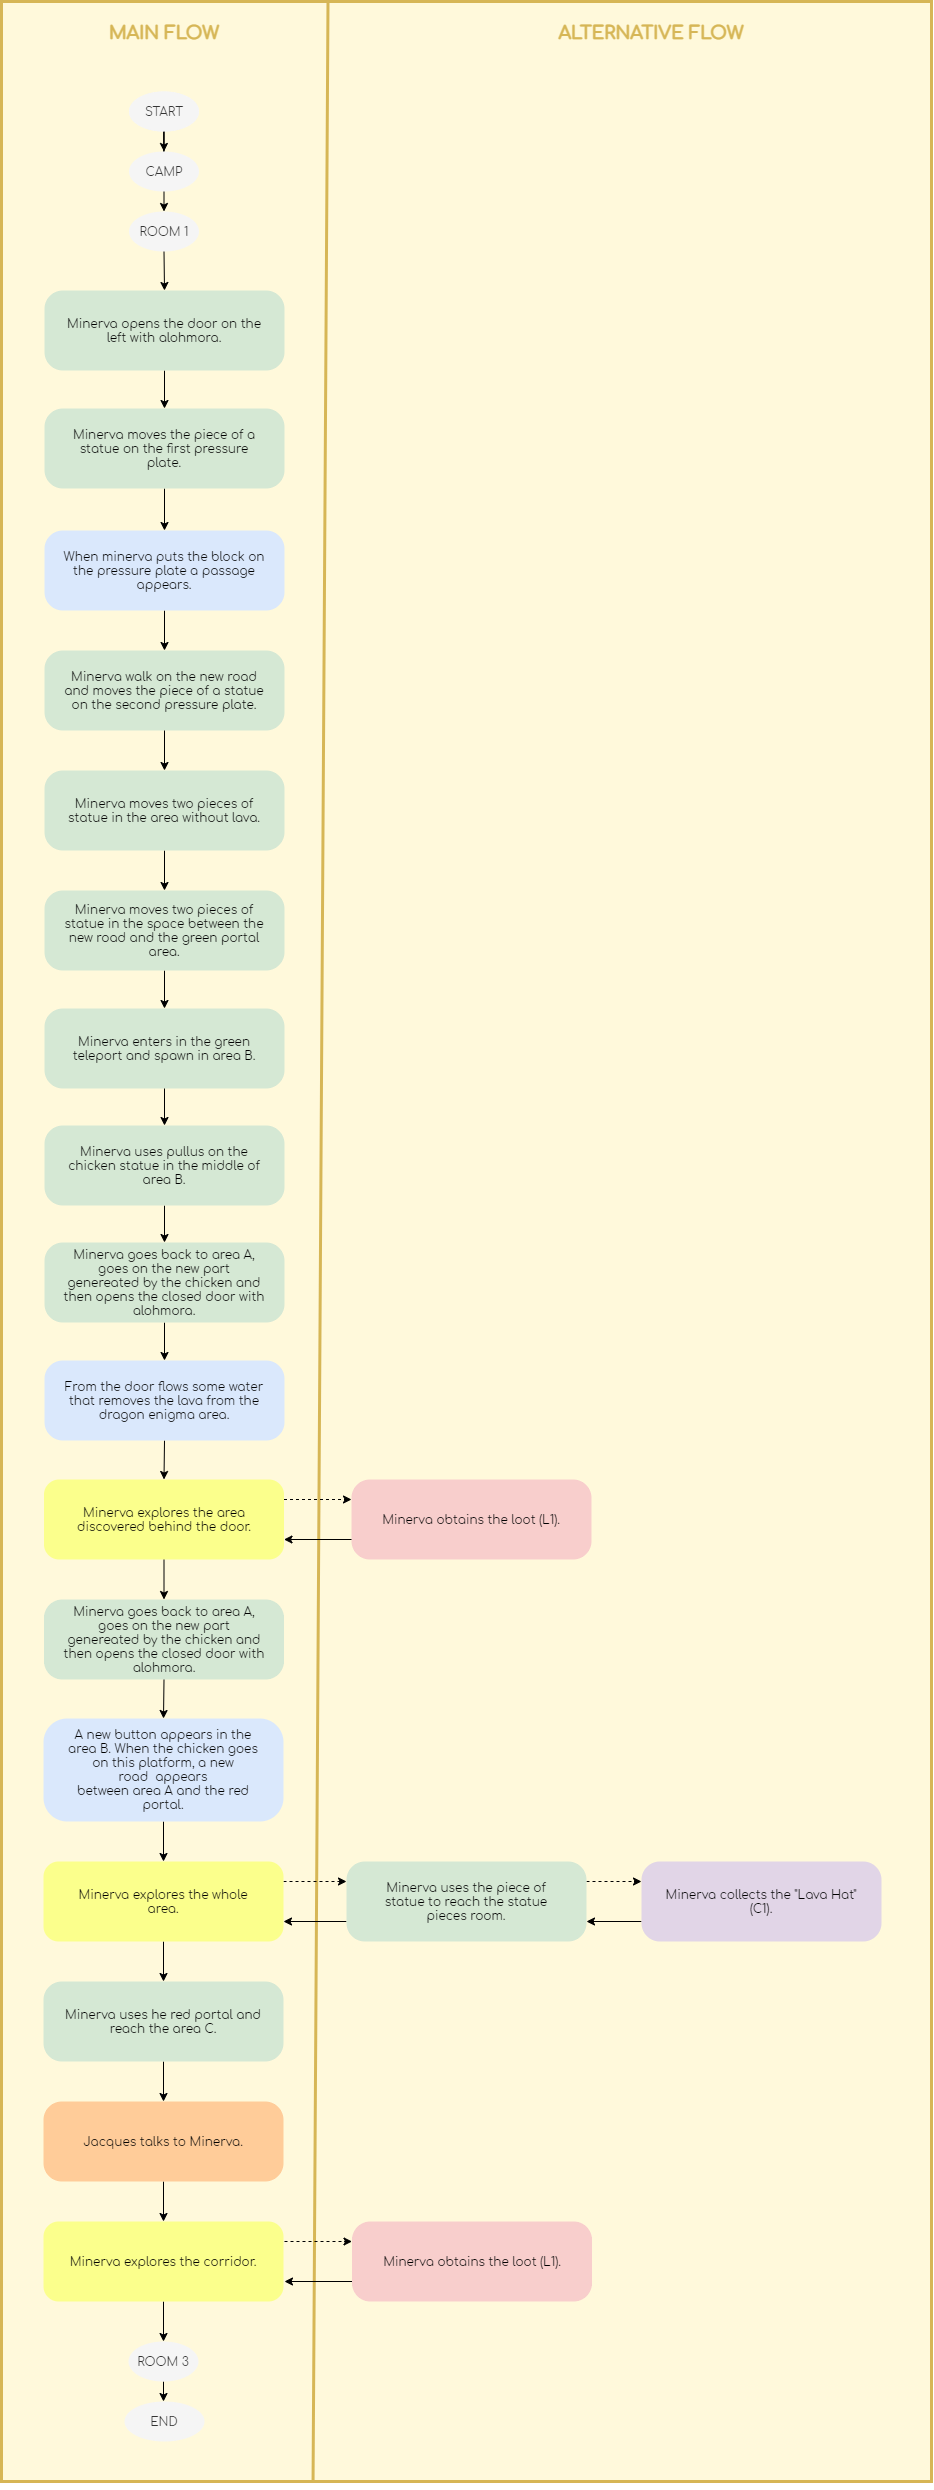 MAIN FLOW
ALTERNATIVE FLOW
START
CAMP
ROOM 1
Minerva opens the door on the
left with alohmora.
Minerva moves the piece of a
statue on the first pressure
plate.
When minerva puts the block on
the pressure plate a passage
appears.
Minerva walk on the new road
and moves the piece of a statue
on the second pressure plate.
Minerva moves two pieces of
statue in the area without lava.
Minerva moves two pieces of
statue in the space between the
new road and the green portal
area.
Minerva enters in the green
teleport and spawn in area B.
Minerva uses pullus on the
chicken statue in the middle of
area B.
Minerva goes back to area A,
goes on the new part
genereated by the chicken and
then opens the closed door with
alohmora.
From the door flows some water
that removes the lava from the
dragon enigma area.
Minerva explores the area
discovered behind the door.
Minerva obtains the loot (L1).
Minerva goes back to area A,
goes on the new part
genereated by the chicken and
then opens the closed door with
alohmora.
A new button appears in the
area B. When the chicken goes
on this platform, a new
road  appears
between area A and the red
portal.
Minerva explores the whole
area.
Minerva uses the piece of
statue to reach the statue
pieces room.
Minerva collects the "Lava Hat"
(C1).
Minerva uses he red portal and
reach the area C.
Jacques talks to Minerva.
Minerva explores the corridor.
Minerva obtains the loot (L1).
ROOM 3
END